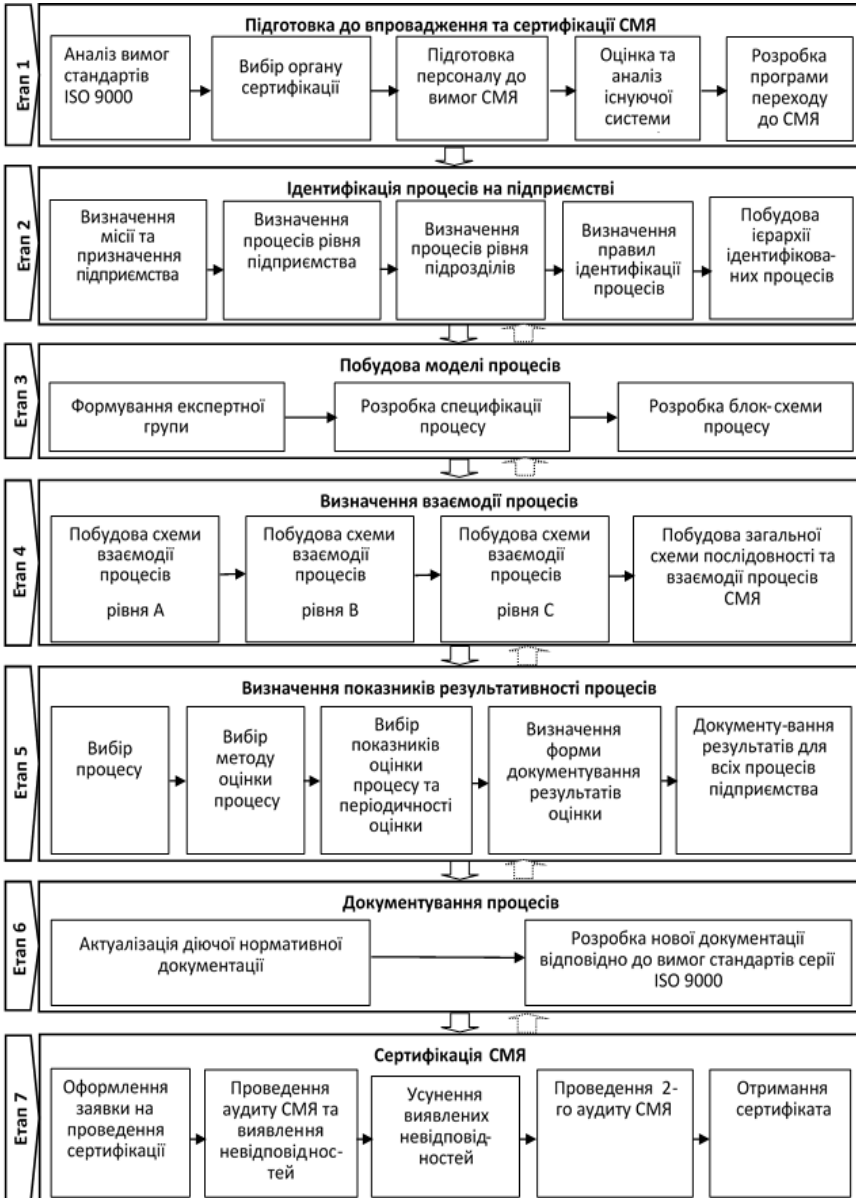 Етап 1
Підготовка до впровадження та сертифікації СМЯ
Аналіз вимог
стандартів
ISO 9000
Вибір органу
сертифікації
Підготовка
персоналу до
вимог СМЯ
Оцінка та
аналіз
існуючої
системи
Розробка
програми
переходу
до СМЯ
Етап 2
Ідентифікація процесів на підприємстві
Визначення
місії та
призначення
підприємства
Визначення
процесів рівня
підприємства
Визначення
процесів рівня
підрозділів
Визначення
правил
ідентифікації
процесів
Побудова
ієрархії
ідентифікова-
них процесів
Етап 3
Побудова моделі процесів
Формування експертної
групи
Розробка специфікації
процесу
Розробка блок-схеми
процесу
Етап 4
Визначення взаємодії процесів
Побудова схеми
взаємодії
процесів
рівня А
Побудова схеми
взаємодії
процесів
рівня В
Побудова схеми
взаємодії
процесів
рівня С
Побудова загальної
схеми послідовності та
взаємодії процесів
СМЯ
Етап 5
Визначення показників результативності процесів
Вибір
процесу
Вибір
методу
оцінки
процесу
Вибір
показників
оцінки
процесу та
періодичності
оцінки
Визначення
форми
документування
результатів
оцінки
Документу-вання
результатів для
всіх процесів
підприємства
Етап 6
Документування процесів
Актуалізація діючої нормативної
документації
Розробка нової документації
відповідно до вимог стандартів серії
ISO 9000
Етап 7
Сертифікація СМЯ
Оформлення
заявки на
проведення
сертифікації
Проведення
аудиту СМЯ та
виявлення
невідповіднос-
тей
Усунення
виявлених
невідповід-
ностей
Проведення 2-
го аудиту СМЯ
Отримання
сертифіката